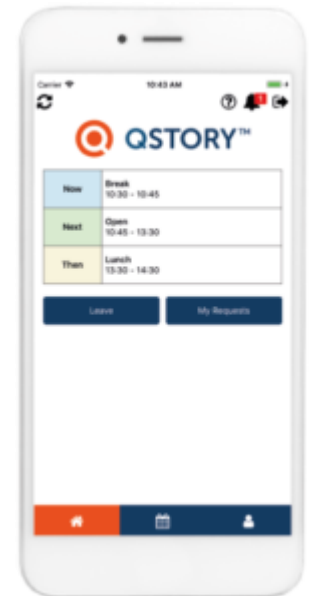 Carrier 10:43 AM
1
QSTORY™
Now Break
10:30 - 10:45
Next Open
10:45 - 13:30
Then Lunch
13:30 - 14:30
Leave My Requests